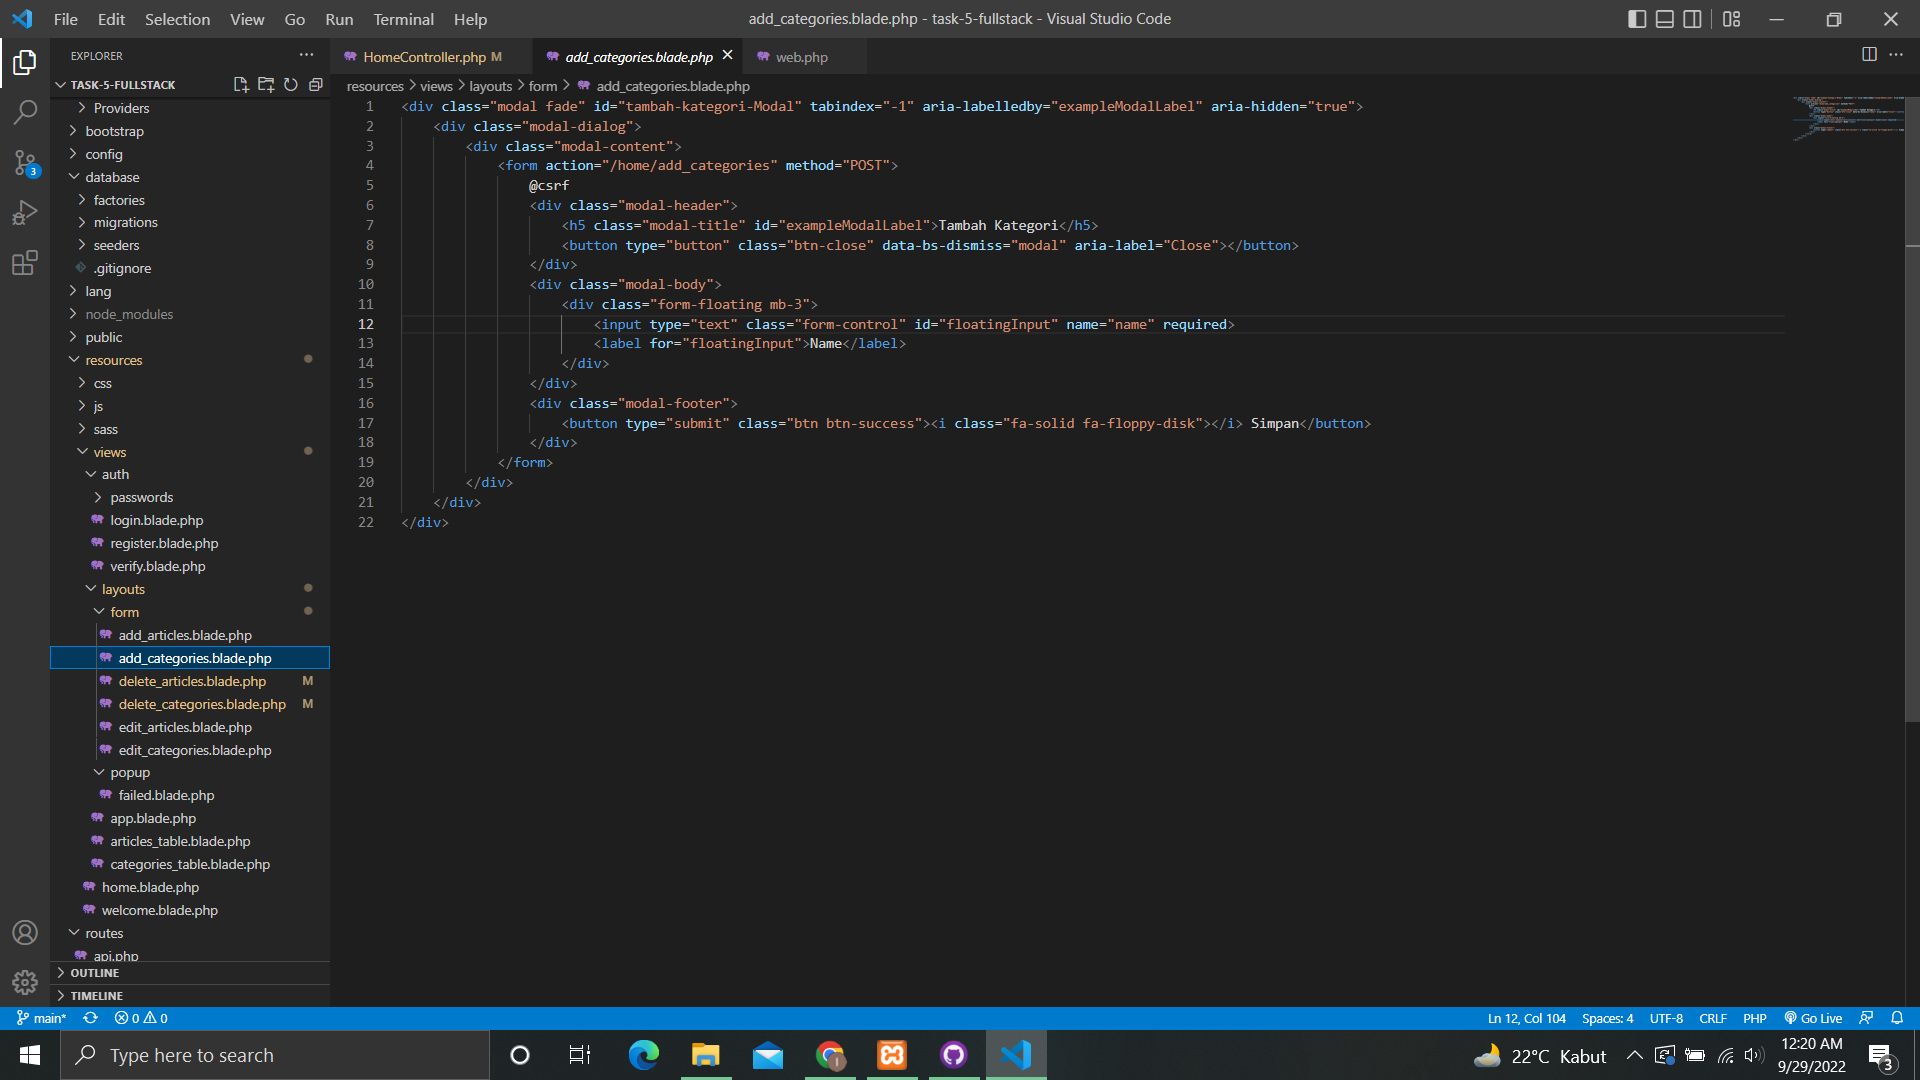 File Edit Selection View Go Run Terminal Help
add_categories.blade.php - task-5-fullstack - Visual Studio Code
EXPLORER
TASK-5-FULLSTACK
Providers
bootstrap
config
database
factories
migrations
seeders
.gitignore
lang
node_modules
public
resources
css
js
sass
views
auth
passwords
login.blade.php
register.blade.php
verify.blade.php
layouts
form
add_articles.blade.php
add_categories.blade.php
delete_articles.blade.php M
delete_categories.blade.php M
edit_articles.blade.php
edit_categories.blade.php
popup
failed.blade.php
app.blade.php
articles_table.blade.php
categories_table.blade.php
home.blade.php
welcome.blade.php
routes
api.php
OUTLINE
TIMELINE
3
HomeController.php M
add_categories.blade.php
web.php
resources > views > layouts > form > add_categories.blade.php
1 <div class="modal fade" id="tambah-kategori-Modal" tabindex="-1" aria-labelledby="exampleModalLabel" aria-hidden="true">
2 <div class="modal-dialog">
3 <div class="modal-content">
4 <form action="/home/add_categories" method="POST">
5 @csrf
6 <div class="modal-header">
7 <h5 class="modal-title" id="exampleModalLabel">Tambah Kategori</h5>
8 <button type="button" class="btn-close" data-bs-dismiss="modal" aria-label="Close"></button>
9 </div>
10 <div class="modal-body">
11 <div class="form-floating mb-3">
12 <input type="text" class="form-control" id="floatingInput" name="name" required>
13 <label for="floatingInput">Name</label>
14 </div>
15 </div>
16 <div class="modal-footer">
17 <button type="submit" class="btn btn-success"><i class="fa-solid fa-floppy-disk"></i> Simpan</button>
18 </div>
19 </form>
20 </div>
21 </div>
22 </div>
main* 0 0
Ln 12, Col 104 Spaces: 4 UTF-8 CRLF PHP Go Live
Type here to search
22°C Kabut
12:20 AM
9/29/2022
3